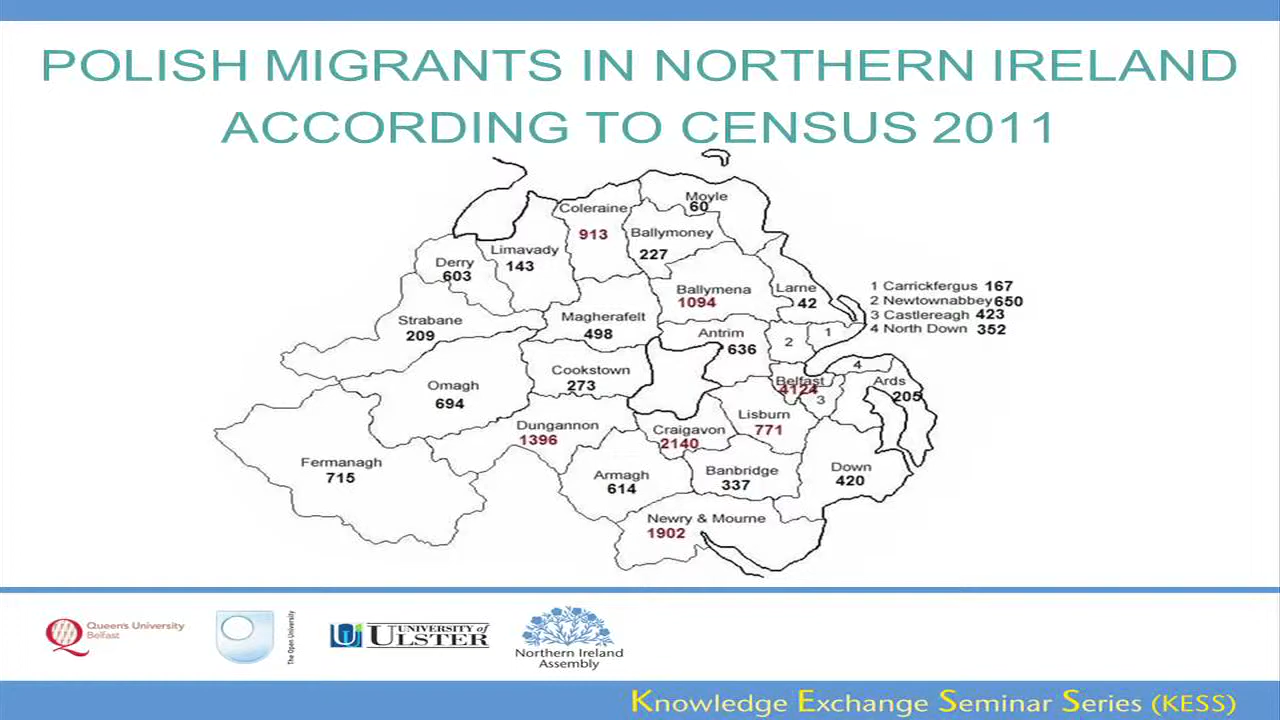 POLISH MIGRANTS IN NORTHERN IRELAND
ACCORDING TO CENSUS 2011
Moyle
60
Coleraine
913
Ballymoney
227
Limavady
143
Derry
603
Ballymena
1094
Larne
42
1 Carrickfergus 167
2 Newtownabbey 650
3 Castlereagh 423
4 North Down 352
Strabane
209
Magherafelt
498
Antrim
636
2
1
Cookstown
273
Belfast
4124
3
4
Ards
205
Omagh
694
Lisburn
771
Dungannon
1396
Craigavon
2140
Fermanagh
715
Armagh
614
Banbridge
337
Down
420
Newry & Mourne
1902
Queen's University
Belfast
The Open University
UNIVERSITY of
ULSTER
Northern Ireland
Assembly
Knowledge Exchange Seminar Series (KESS)